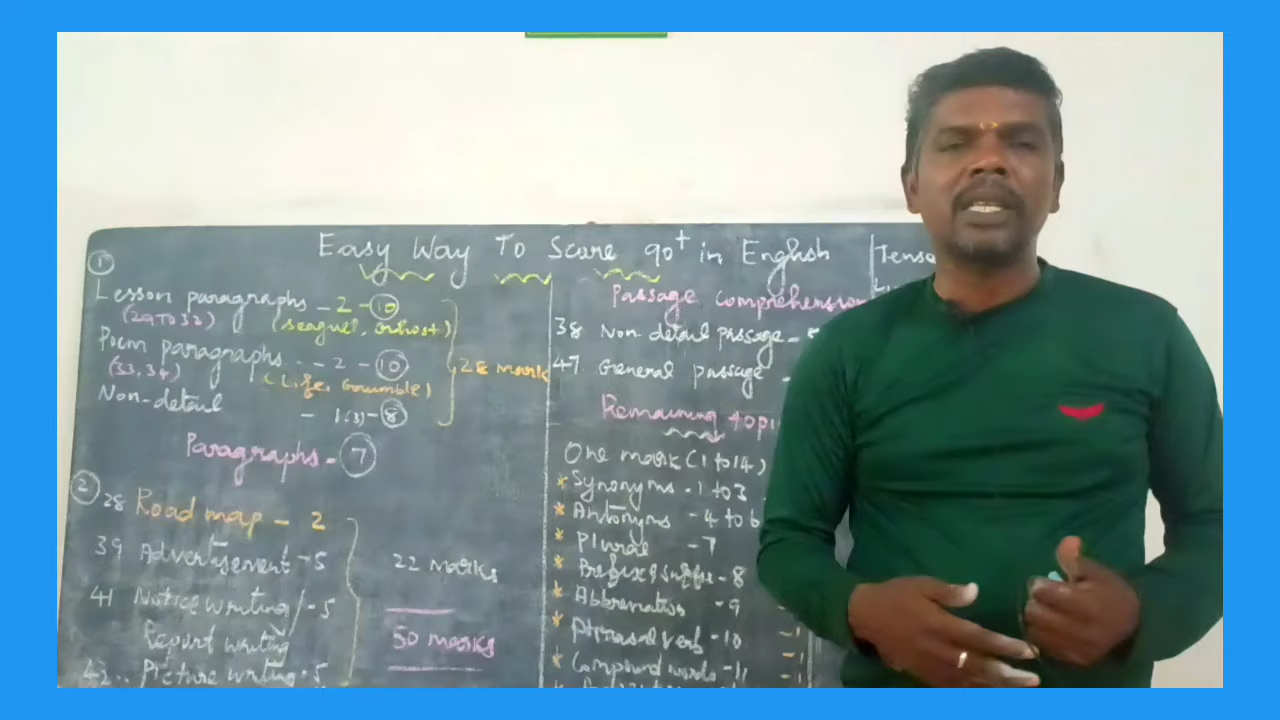 Easy Way To Score 90+ in English
①
Lesson paragraphs - 2 - ⑩
(29 To 32) (seagull, Ghost)
Poem paragraphs - - 2 - ⑩
(33, 34) (Life, Grumble)
Non-detail - 1(3) - ⑧
28 mark
Paragraphs - ⑦
②
28 Road map - 2
39 Advertisement - 5
41 Notice writing / - 5
Report writing
42.. Picture writing - 5
22 marks
50 marks
Passage comprehension
38 Non-detail passage -
47 General passage -
Remaining topi
One mark (1 to 14)
* Synonyms - 1 to 3
* Antonyms - 4 to 6
* Plural - 7
* Prefix & suffix - 8
* Abbreviation - 9
* Phrasal verb - 10 - 1
* Compound words - 11 - 1
Tense